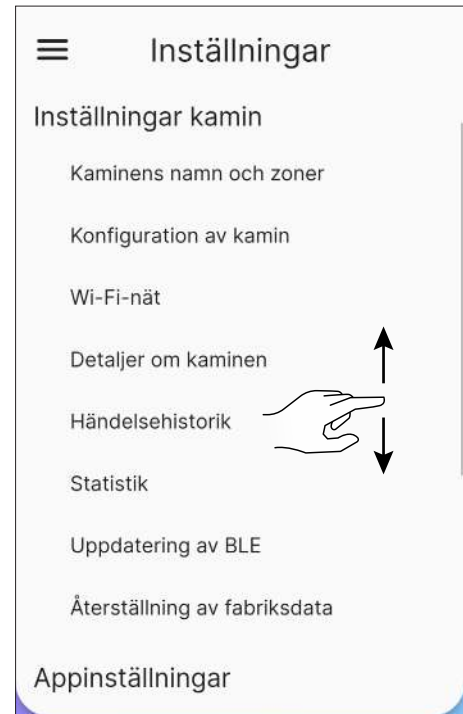 Inställningar
Inställningar kamin
Kaminens namn och zoner
Konfiguration av kamin
Wi-Fi-nät
Detaljer om kaminen
Händelsehistorik
Statistik
Uppdatering av BLE
Återställning av fabriksdata
Appinställningar